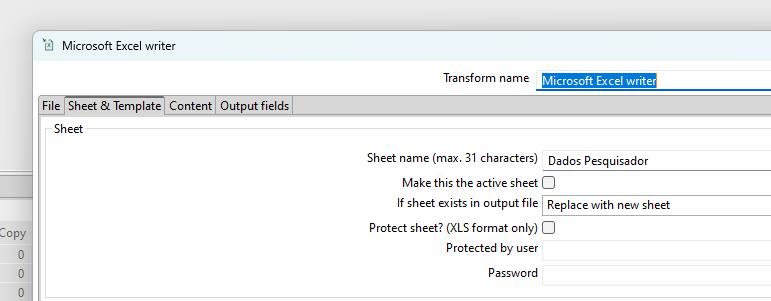 Microsoft Excel writer
Transform name Microsoft Excel writer
File Sheet & Template Content Output fields
Sheet
Sheet name (max. 31 characters) Dados Pesquisador
Make this the active sheet
If sheet exists in output file Replace with new sheet
Protect sheet? (XLS format only)
Copy
Protected by user
0
Password
0
0